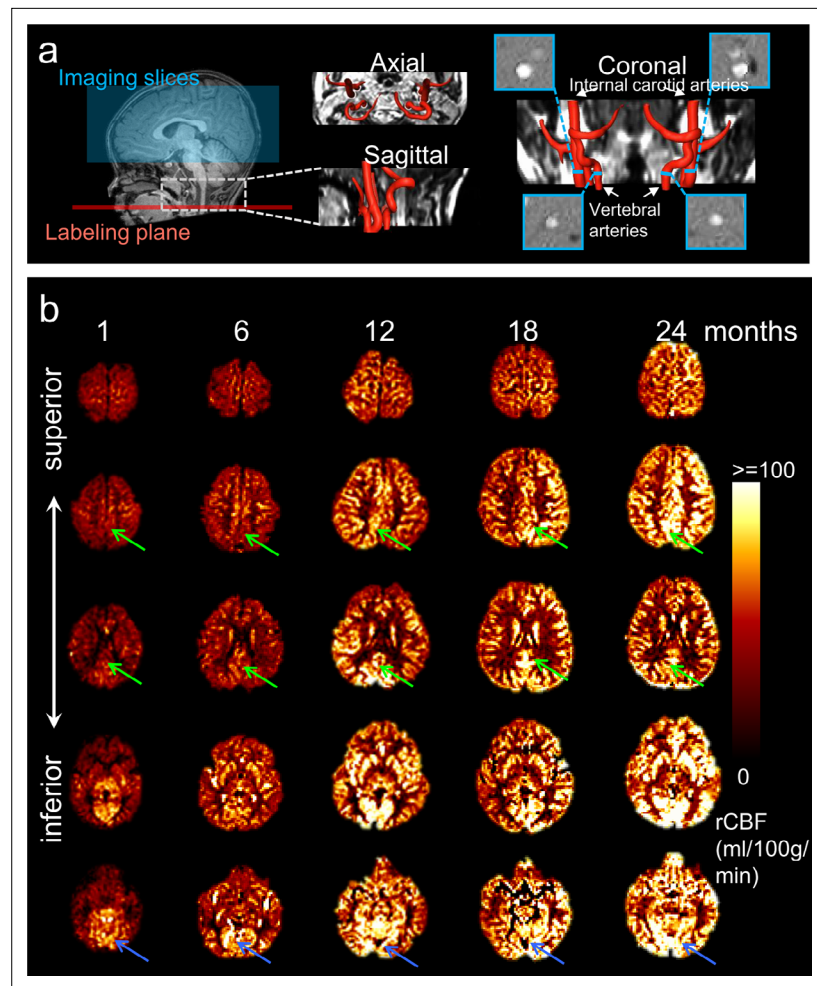 a
Imaging slices
Labeling plane
Axial
Sagittal
Coronal
Internal carotid arteries
Vertebral
arteries
b
1 6 12 18 24 months
superior
inferior
>=100
0
rCBF
(ml/100g/
min)